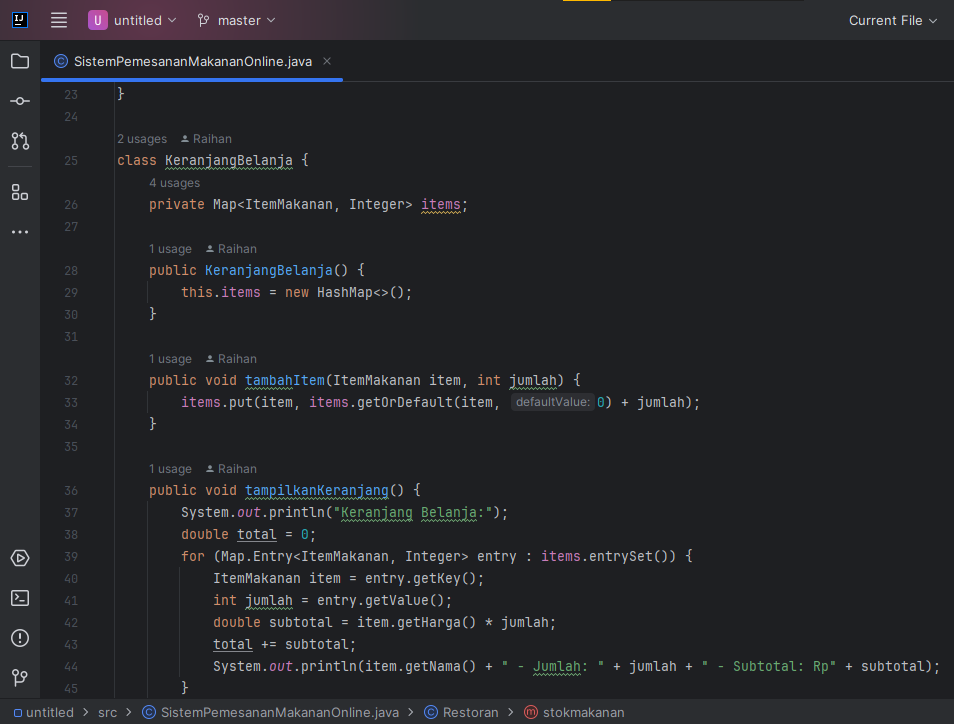 IJ U untitled master Current File
SistemPemesananMakananOnline.java
23 }
24
2 usages Raihan
25 class KeranjangBelanja {
4 usages
26 private Map<ItemMakanan, Integer> items;
27
1 usage Raihan
28 public KeranjangBelanja() {
29 this.items = new HashMap<>();
30 }
31
1 usage Raihan
32 public void tambahItem(ItemMakanan item, int jumlah) {
33 items.put(item, items.getOrDefault(item, defaultValue: 0) + jumlah);
34 }
35
1 usage Raihan
36 public void tampilkanKeranjang() {
37 System.out.println("Keranjang Belanja:");
38 double total = 0;
39 for (Map.Entry<ItemMakanan, Integer> entry : items.entrySet()) {
40 ItemMakanan item = entry.getKey();
41 int jumlah = entry.getValue();
42 double subtotal = item.getHarga() * jumlah;
43 total += subtotal;
44 System.out.println(item.getNama() + " - Jumlah: " + jumlah + " - Subtotal: Rp" + subtotal);
45 }
untitled > src > C SistemPemesananMakananOnline.java > C Restoran > m stokmakanan